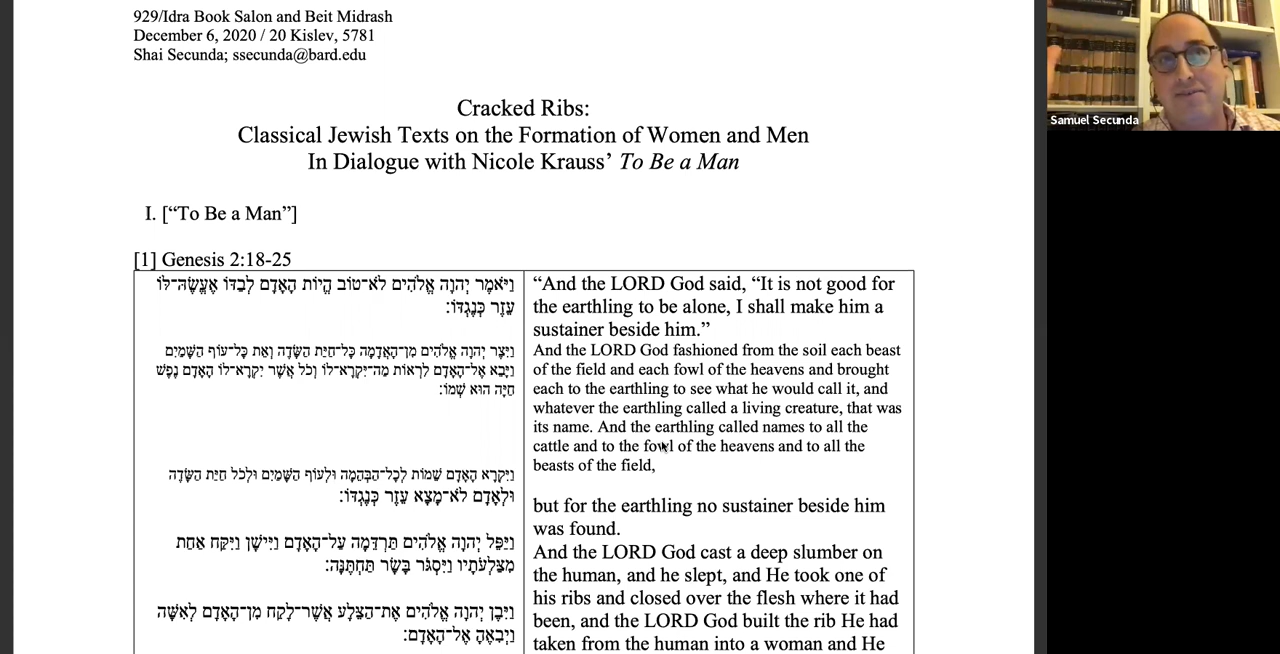 929/Idra Book Salon and Beit Midrash
December 6, 2020 / 20 Kislev, 5781
Shai Secunda; ssecunda@bard.edu
Samuel Secunda
Cracked Ribs:
Classical Jewish Texts on the Formation of Women and Men
In Dialogue with Nicole Krauss’ To Be a Man
I. [“To Be a Man”]
[1] Genesis 2:18-25
וַיֹּאמֶר יְהוָה אֱלֹהִים לֹא־טוֹב הֱיוֹת הָאָדָם לְבַדּוֹ אֶעֱשֶׂהּ־לּוֹ
עֵזֶר כְּנֶגְדּוֹ׃
וַיִּצֶר יְהוָה אֱלֹהִים מִן־הָאֲדָמָה כָּל־חַיַּת הַשָּׂדֶה וְאֵת כָּל־עוֹף הַשָּׁמַיִם
וַיָּבֵא אֶל־הָאָדָם לִרְאוֹת מַה־יִּקְרָא־לוֹ וְכֹל אֲשֶׁר יִקְרָא־לוֹ הָאָדָם נֶפֶשׁ
חַיָּה הוּא שְׁמוֹ׃
וַיִּקְרָא הָאָדָם שֵׁמוֹת לְכָל־הַבְּהֵמָה וּלְעוֹף הַשָּׁמַיִם וּלְכֹל חַיַּת הַשָּׂדֶה
וּלְאָדָם לֹא־מָצָא עֵזֶר כְּנֶגְדּוֹ׃
וַיַּפֵּל יְהוָה אֱלֹהִים תַּרְדֵּמָה עַל־הָאָדָם וַיִּישָׁן וַיִּקַּח אַחַת
מִצַּלְעֹתָיו וַיִּסְגֹּר בָּשָׂר תַּחְתֶּנָּה׃
וַיִּבֶן יְהוָה אֱלֹהִים אֶת־הַצֵּלָע אֲשֶׁר־לָקַח מִן־הָאָדָם לְאִשָּׁה
וַיְבִאֶהָ אֶל־הָאָדָם׃
“And the LORD God said, “It is not good for
the earthling to be alone, I shall make him a
sustainer beside him.”
And the LORD God fashioned from the soil each beast
of the field and each fowl of the heavens and brought
each to the earthling to see what he would call it, and
whatever the earthling called a living creature, that was
its name. And the earthling called names to all the
cattle and to the fowl of the heavens and to all the
beasts of the field,
but for the earthling no sustainer beside him
was found.
And the LORD God cast a deep slumber on
the human, and he slept, and He took one of
his ribs and closed over the flesh where it had
been, and the LORD God built the rib He had
taken from the human into a woman and He